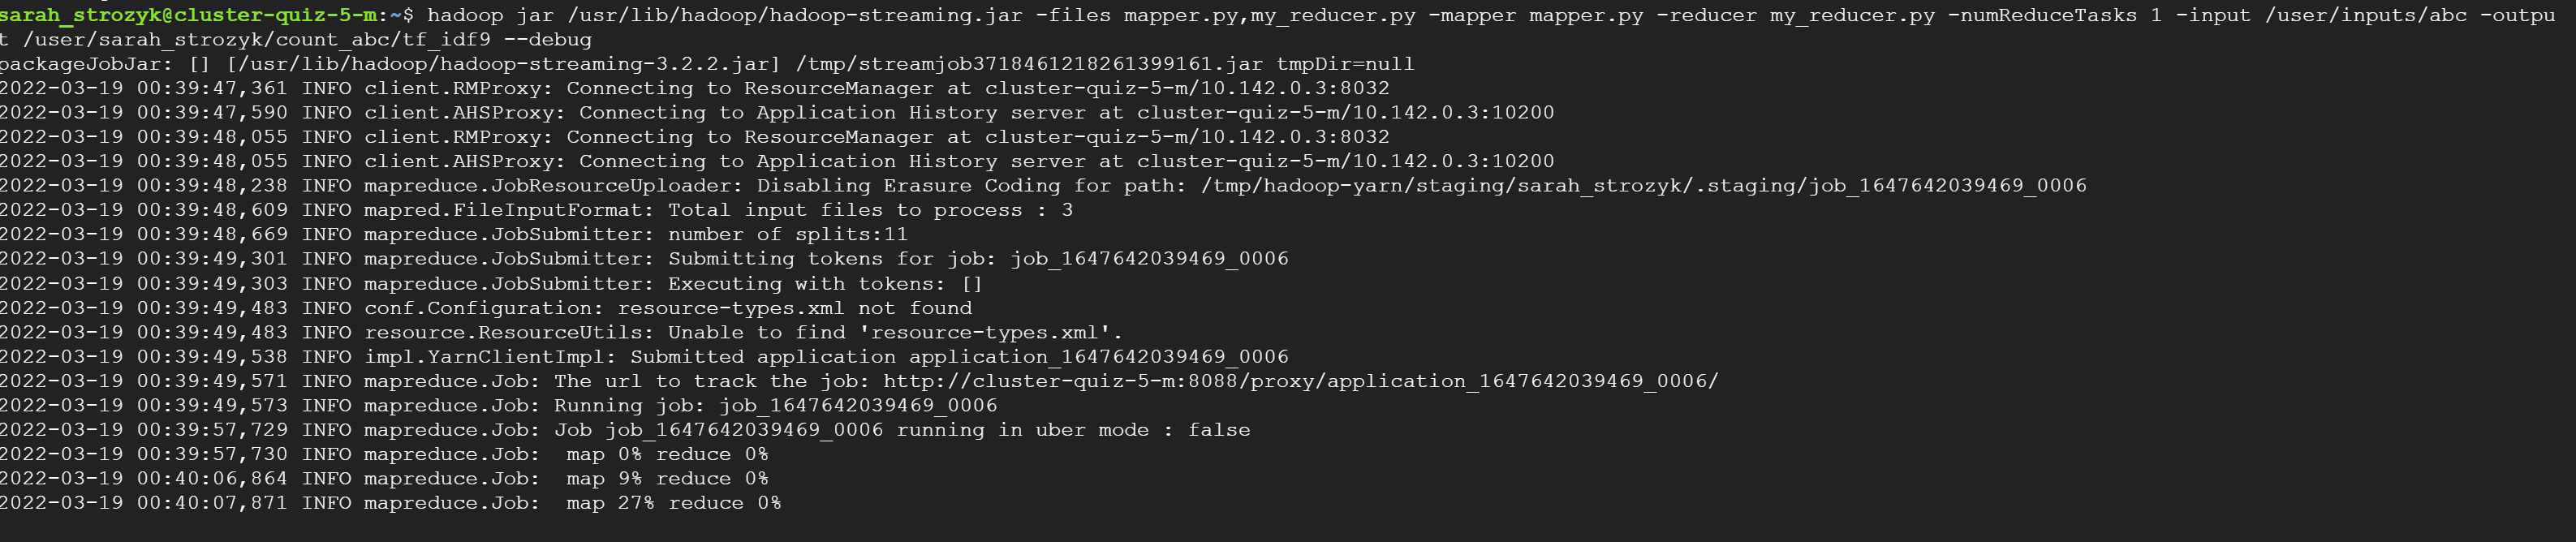 sarah_strozyk@cluster-quiz-5-m:~$ hadoop jar /usr/lib/hadoop/hadoop-streaming.jar -files mapper.py,my_reducer.py -mapper mapper.py -reducer my_reducer.py -numReduceTasks 1 -input /user/inputs/abc -outpu
t /user/sarah_strozyk/count_abc/tf_idf9 --debug
packageJobJar: [] [/usr/lib/hadoop/hadoop-streaming-3.2.2.jar] /tmp/streamjob3718461218261399161.jar tmpDir=null
2022-03-19 00:39:47,361 INFO client.RMProxy: Connecting to ResourceManager at cluster-quiz-5-m/10.142.0.3:8032
2022-03-19 00:39:47,590 INFO client.AHSProxy: Connecting to Application History server at cluster-quiz-5-m/10.142.0.3:10200
2022-03-19 00:39:48,055 INFO client.RMProxy: Connecting to ResourceManager at cluster-quiz-5-m/10.142.0.3:8032
2022-03-19 00:39:48,055 INFO client.AHSProxy: Connecting to Application History server at cluster-quiz-5-m/10.142.0.3:10200
2022-03-19 00:39:48,238 INFO mapreduce.JobResourceUploader: Disabling Erasure Coding for path: /tmp/hadoop-yarn/staging/sarah_strozyk/.staging/job_1647642039469_0006
2022-03-19 00:39:48,609 INFO mapred.FileInputFormat: Total input files to process : 3
2022-03-19 00:39:48,669 INFO mapreduce.JobSubmitter: number of splits:11
2022-03-19 00:39:49,301 INFO mapreduce.JobSubmitter: Submitting tokens for job: job_1647642039469_0006
2022-03-19 00:39:49,303 INFO mapreduce.JobSubmitter: Executing with tokens: []
2022-03-19 00:39:49,483 INFO conf.Configuration: resource-types.xml not found
2022-03-19 00:39:49,483 INFO resource.ResourceUtils: Unable to find 'resource-types.xml'.
2022-03-19 00:39:49,538 INFO impl.YarnClientImpl: Submitted application application_1647642039469_0006
2022-03-19 00:39:49,571 INFO mapreduce.Job: The url to track the job: http://cluster-quiz-5-m:8088/proxy/application_1647642039469_0006/
2022-03-19 00:39:49,573 INFO mapreduce.Job: Running job: job_1647642039469_0006
2022-03-19 00:39:57,729 INFO mapreduce.Job: Job job_1647642039469_0006 running in uber mode : false
2022-03-19 00:39:57,730 INFO mapreduce.Job:  map 0% reduce 0%
2022-03-19 00:40:06,864 INFO mapreduce.Job:  map 9% reduce 0%
2022-03-19 00:40:07,871 INFO mapreduce.Job:  map 27% reduce 0%